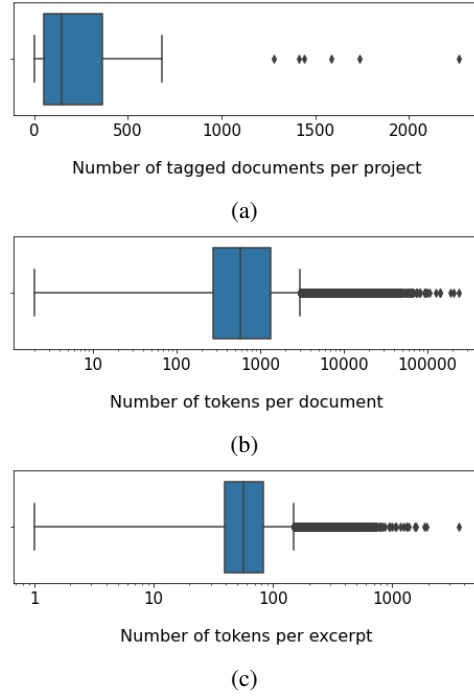 0 500 1000 1500 2000
Number of tagged documents per project
(a)
10 100 1000 10000 100000
Number of tokens per document
(b)
1 10 100 1000
Number of tokens per excerpt
(c)